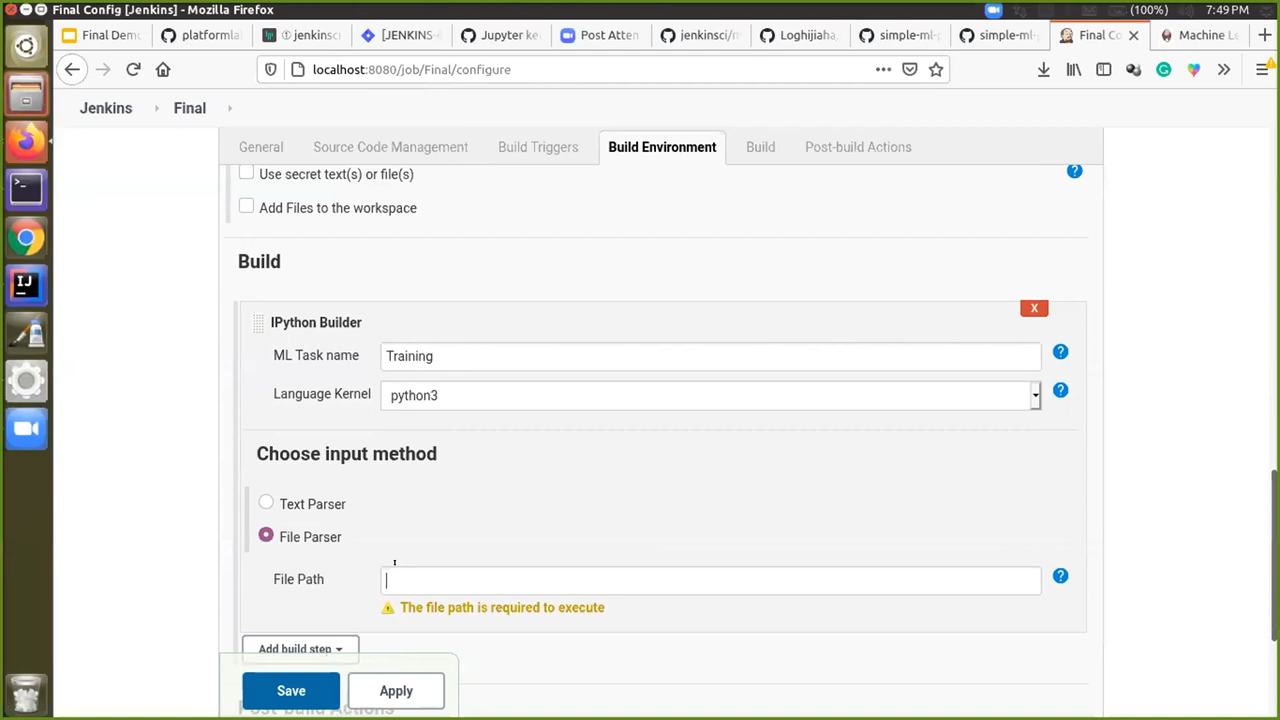 Final Config [Jenkins] - Mozilla Firefox
(100%) 7:49 PM
Final Dem platformla jenkinsc [JENKINS- Jupyter ke Post Atten jenkinsci/m Loghijiaha, simple-ml- simple-ml- Final Co Machine L
localhost:8080/job/Final/configure
Jenkins Final
General Source Code Management Build Triggers Build Environment Build Post-build Actions
Use secret text(s) or file(s)
Add Files to the workspace
Build
X
IPython Builder
ML Task name Training
Language Kernel python3
Choose input method
Text Parser
File Parser
File Path
The file path is required to execute
Add build step
Save Apply
Post-build Actions